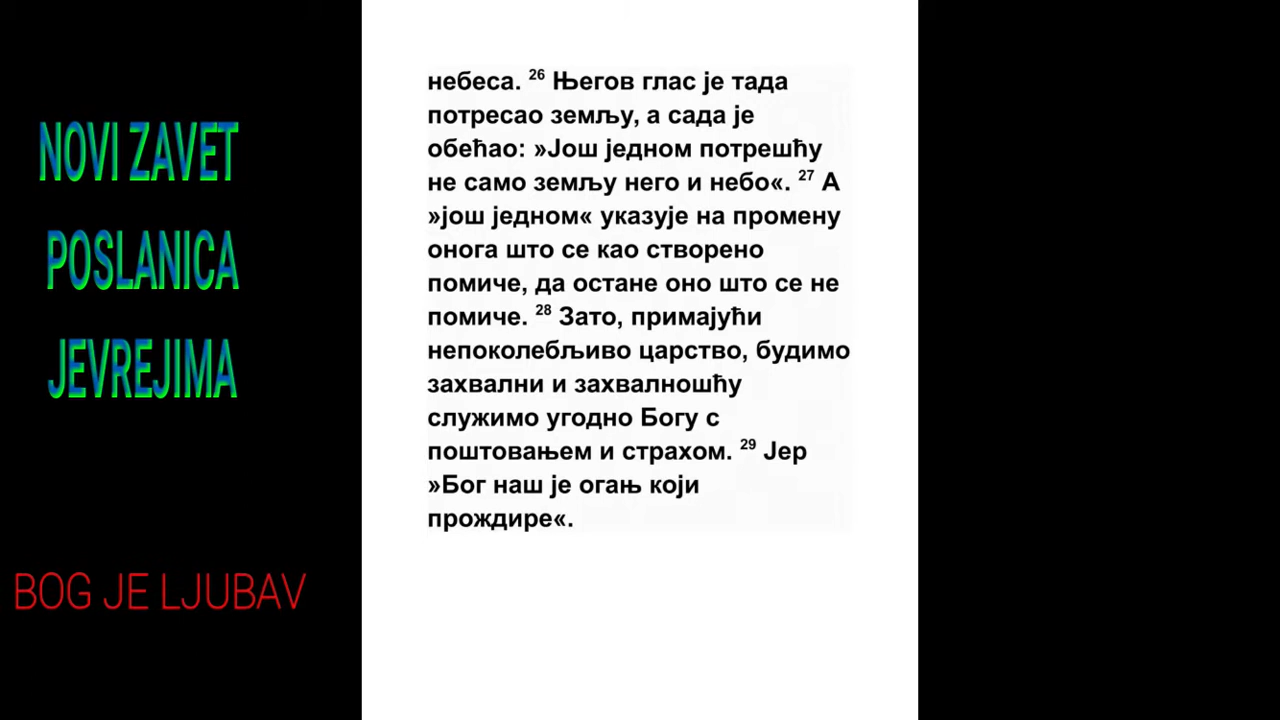 NOVI ZAVET
POSLANICA
JEVREJIMA
BOG JE LJUBAV
небеса. 26 Његов глас је тада
потресао земљу, а сада је
обећао: »Још једном потрешћу
не само земљу него и небо«. 27 А
»још једном« указује на промену
онога што се као створено
помиче, да остане оно што се не
помиче. 28 Зато, примајући
непоколебљиво царство, будимо
захвални и захвалношћу
служимо угодно Богу с
поштовањем и страхом. 29 Јер
»Бог наш је огањ који
прождире«.